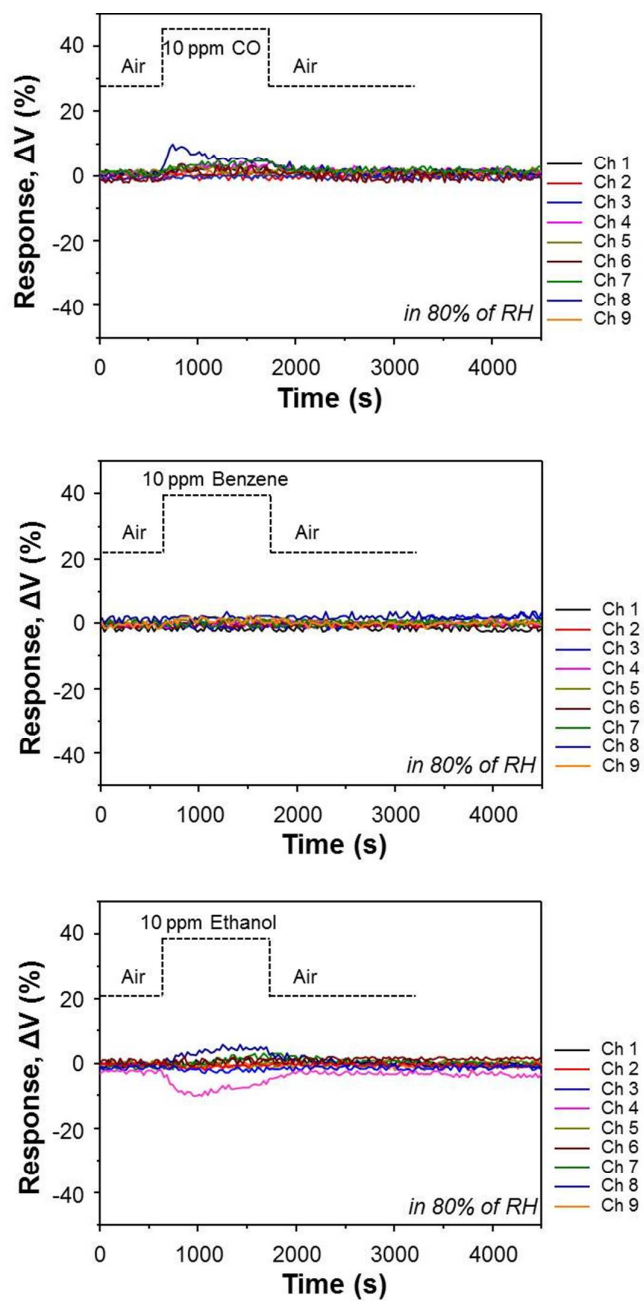 Response, ΔV (%)
40
20
0
-20
-40
10 ppm CO
Air
Air
in 80% of RH
0
1000
2000
3000
4000
Time (s)
Ch 1
Ch 2
Ch 3
Ch 4
Ch 5
Ch 6
Ch 7
Ch 8
Ch 9
Response, ΔV (%)
40
20
0
-20
-40
10 ppm Benzene
Air
Air
in 80% of RH
0
1000
2000
3000
4000
Time (s)
Ch 1
Ch 2
Ch 3
Ch 4
Ch 5
Ch 6
Ch 7
Ch 8
Ch 9
Response, ΔV (%)
40
20
0
-20
-40
10 ppm Ethanol
Air
Air
in 80% of RH
0
1000
2000
3000
4000
Time (s)
Ch 1
Ch 2
Ch 3
Ch 4
Ch 5
Ch 6
Ch 7
Ch 8
Ch 9